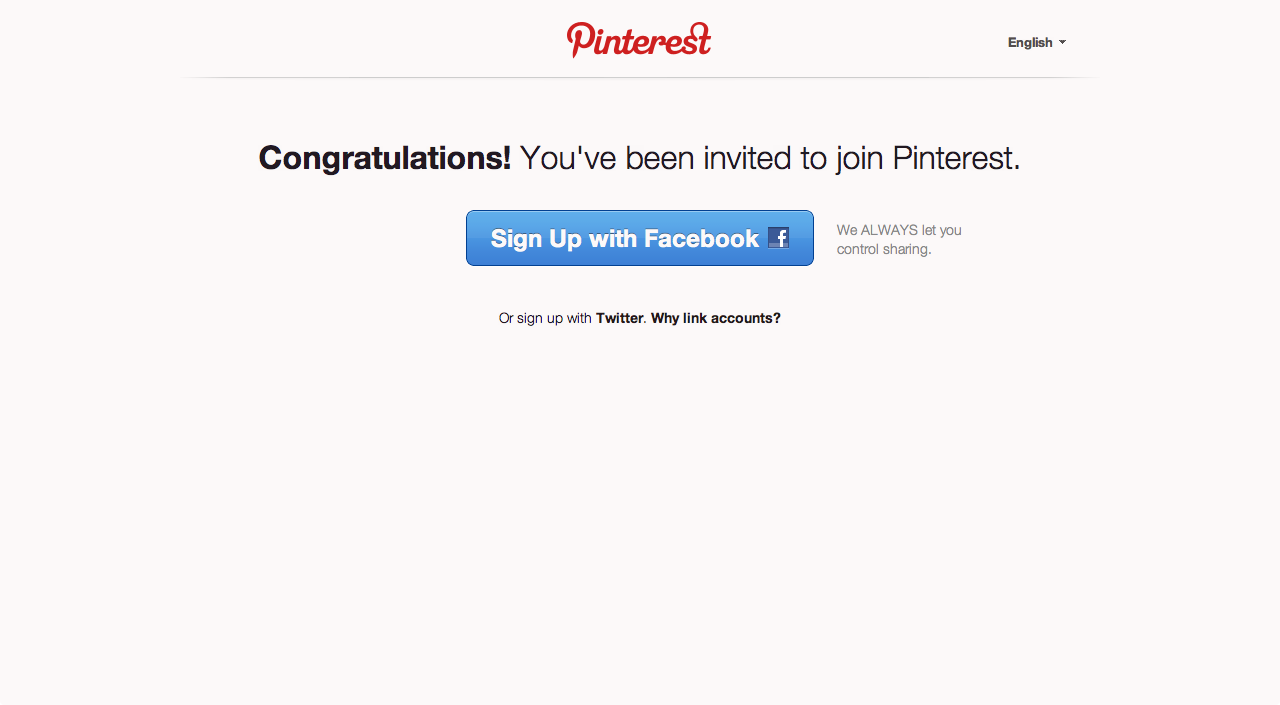 Pinterest
English
Congratulations! You've been invited to join Pinterest.
Sign Up with Facebook f
We ALWAYS let you
control sharing.
Or sign up with Twitter. Why link accounts?